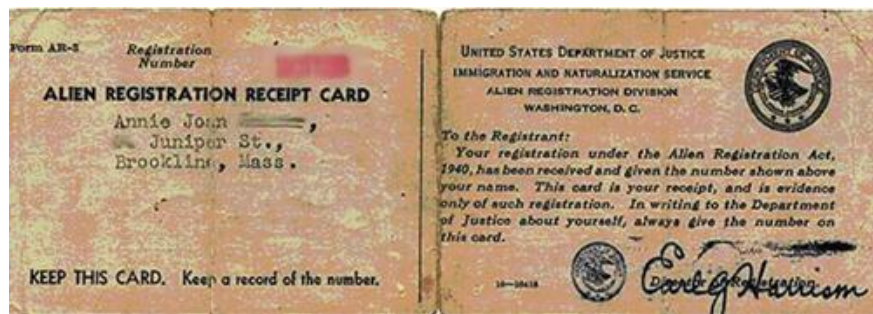 Form AR-3
Registration
Number
ALIEN REGISTRATION RECEIPT CARD
Annie Joan
Juniper St.,
Brookline, Mass.
KEEP THIS CARD. Keep a record of the number.
UNITED STATES DEPARTMENT OF JUSTICE
IMMIGRATION AND NATURALIZATION SERVICE
ALIEN REGISTRATION DIVISION
WASHINGTON, D. C.
To the Registrant:
Your registration under the Alien Registration Act,
1940, has been received and given the number shown above
your name. This card is your receipt, and is evidence
only of such registration. In writing to the Department
of Justice about yourself, always give the number on
this card.
Earl G Harrison
Director of Registration